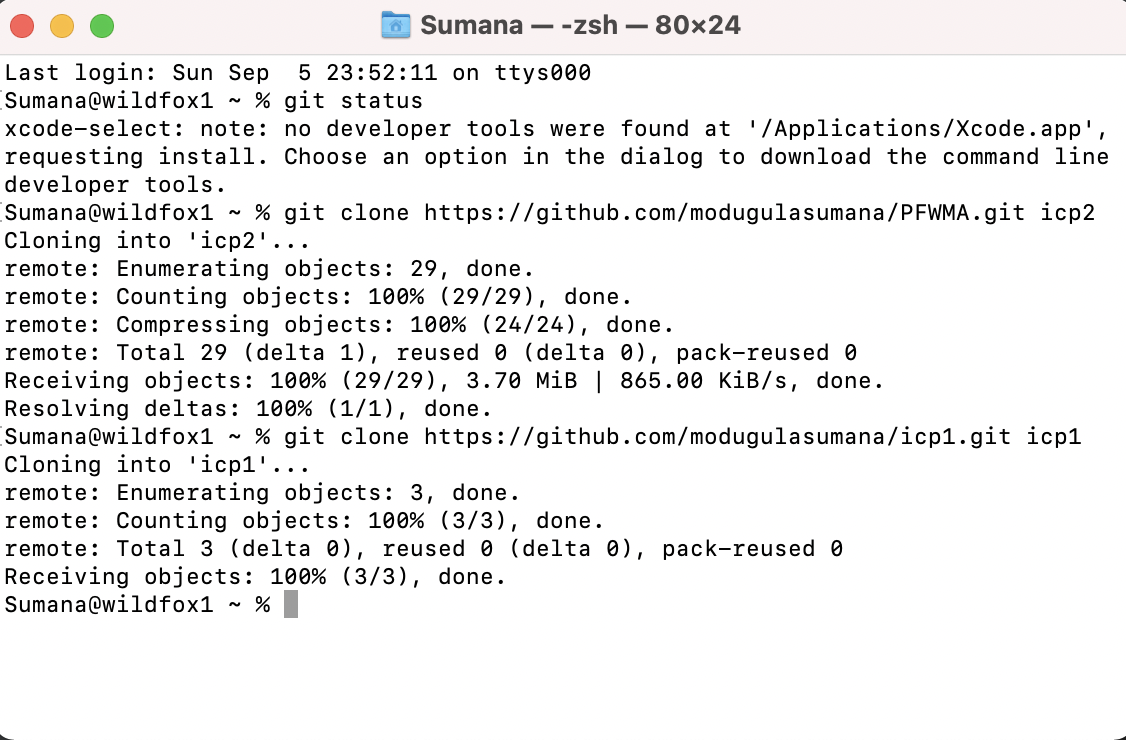 Sumana — -zsh — 80×24
Last login: Sun Sep  5 23:52:11 on ttys000
Sumana@wildfox1 ~ % git status
xcode-select: note: no developer tools were found at '/Applications/Xcode.app',
requesting install. Choose an option in the dialog to download the command line
developer tools.
Sumana@wildfox1 ~ % git clone https://github.com/modugulasumana/PFWMA.git icp2
Cloning into 'icp2'...
remote: Enumerating objects: 29, done.
remote: Counting objects: 100% (29/29), done.
remote: Compressing objects: 100% (24/24), done.
remote: Total 29 (delta 1), reused 0 (delta 0), pack-reused 0
Receiving objects: 100% (29/29), 3.70 MiB | 865.00 KiB/s, done.
Resolving deltas: 100% (1/1), done.
Sumana@wildfox1 ~ % git clone https://github.com/modugulasumana/icp1.git icp1
Cloning into 'icp1'...
remote: Enumerating objects: 3, done.
remote: Counting objects: 100% (3/3), done.
remote: Total 3 (delta 0), reused 0 (delta 0), pack-reused 0
Receiving objects: 100% (3/3), done.
Sumana@wildfox1 ~ %